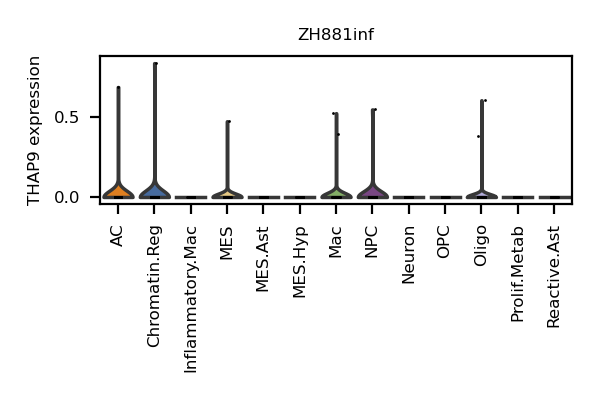 ZH881inf
THAP9 expression
0.5
0.0
AC
Chromatin.Reg
Inflammatory.Mac
MES
MES.Ast
MES.Hyp
Mac
NPC
Neuron
OPC
Oligo
Prolif.Metab
Reactive.Ast